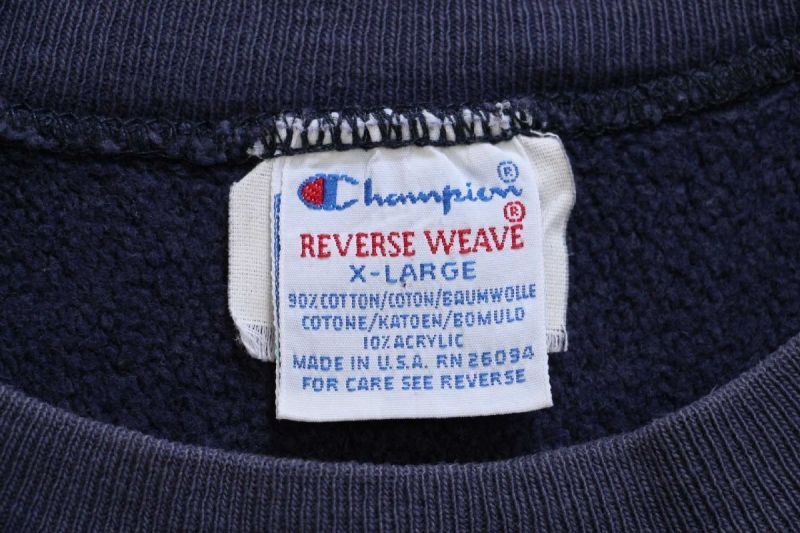 Champion®
REVERSE WEAVE®
X-LARGE
90% COTTON/COTON/BAUMWOLLE
COTONE/KATOEN/BOMULD
10% ACRYLIC
MADE IN U.S.A. RN 26094
FOR CARE SEE REVERSE